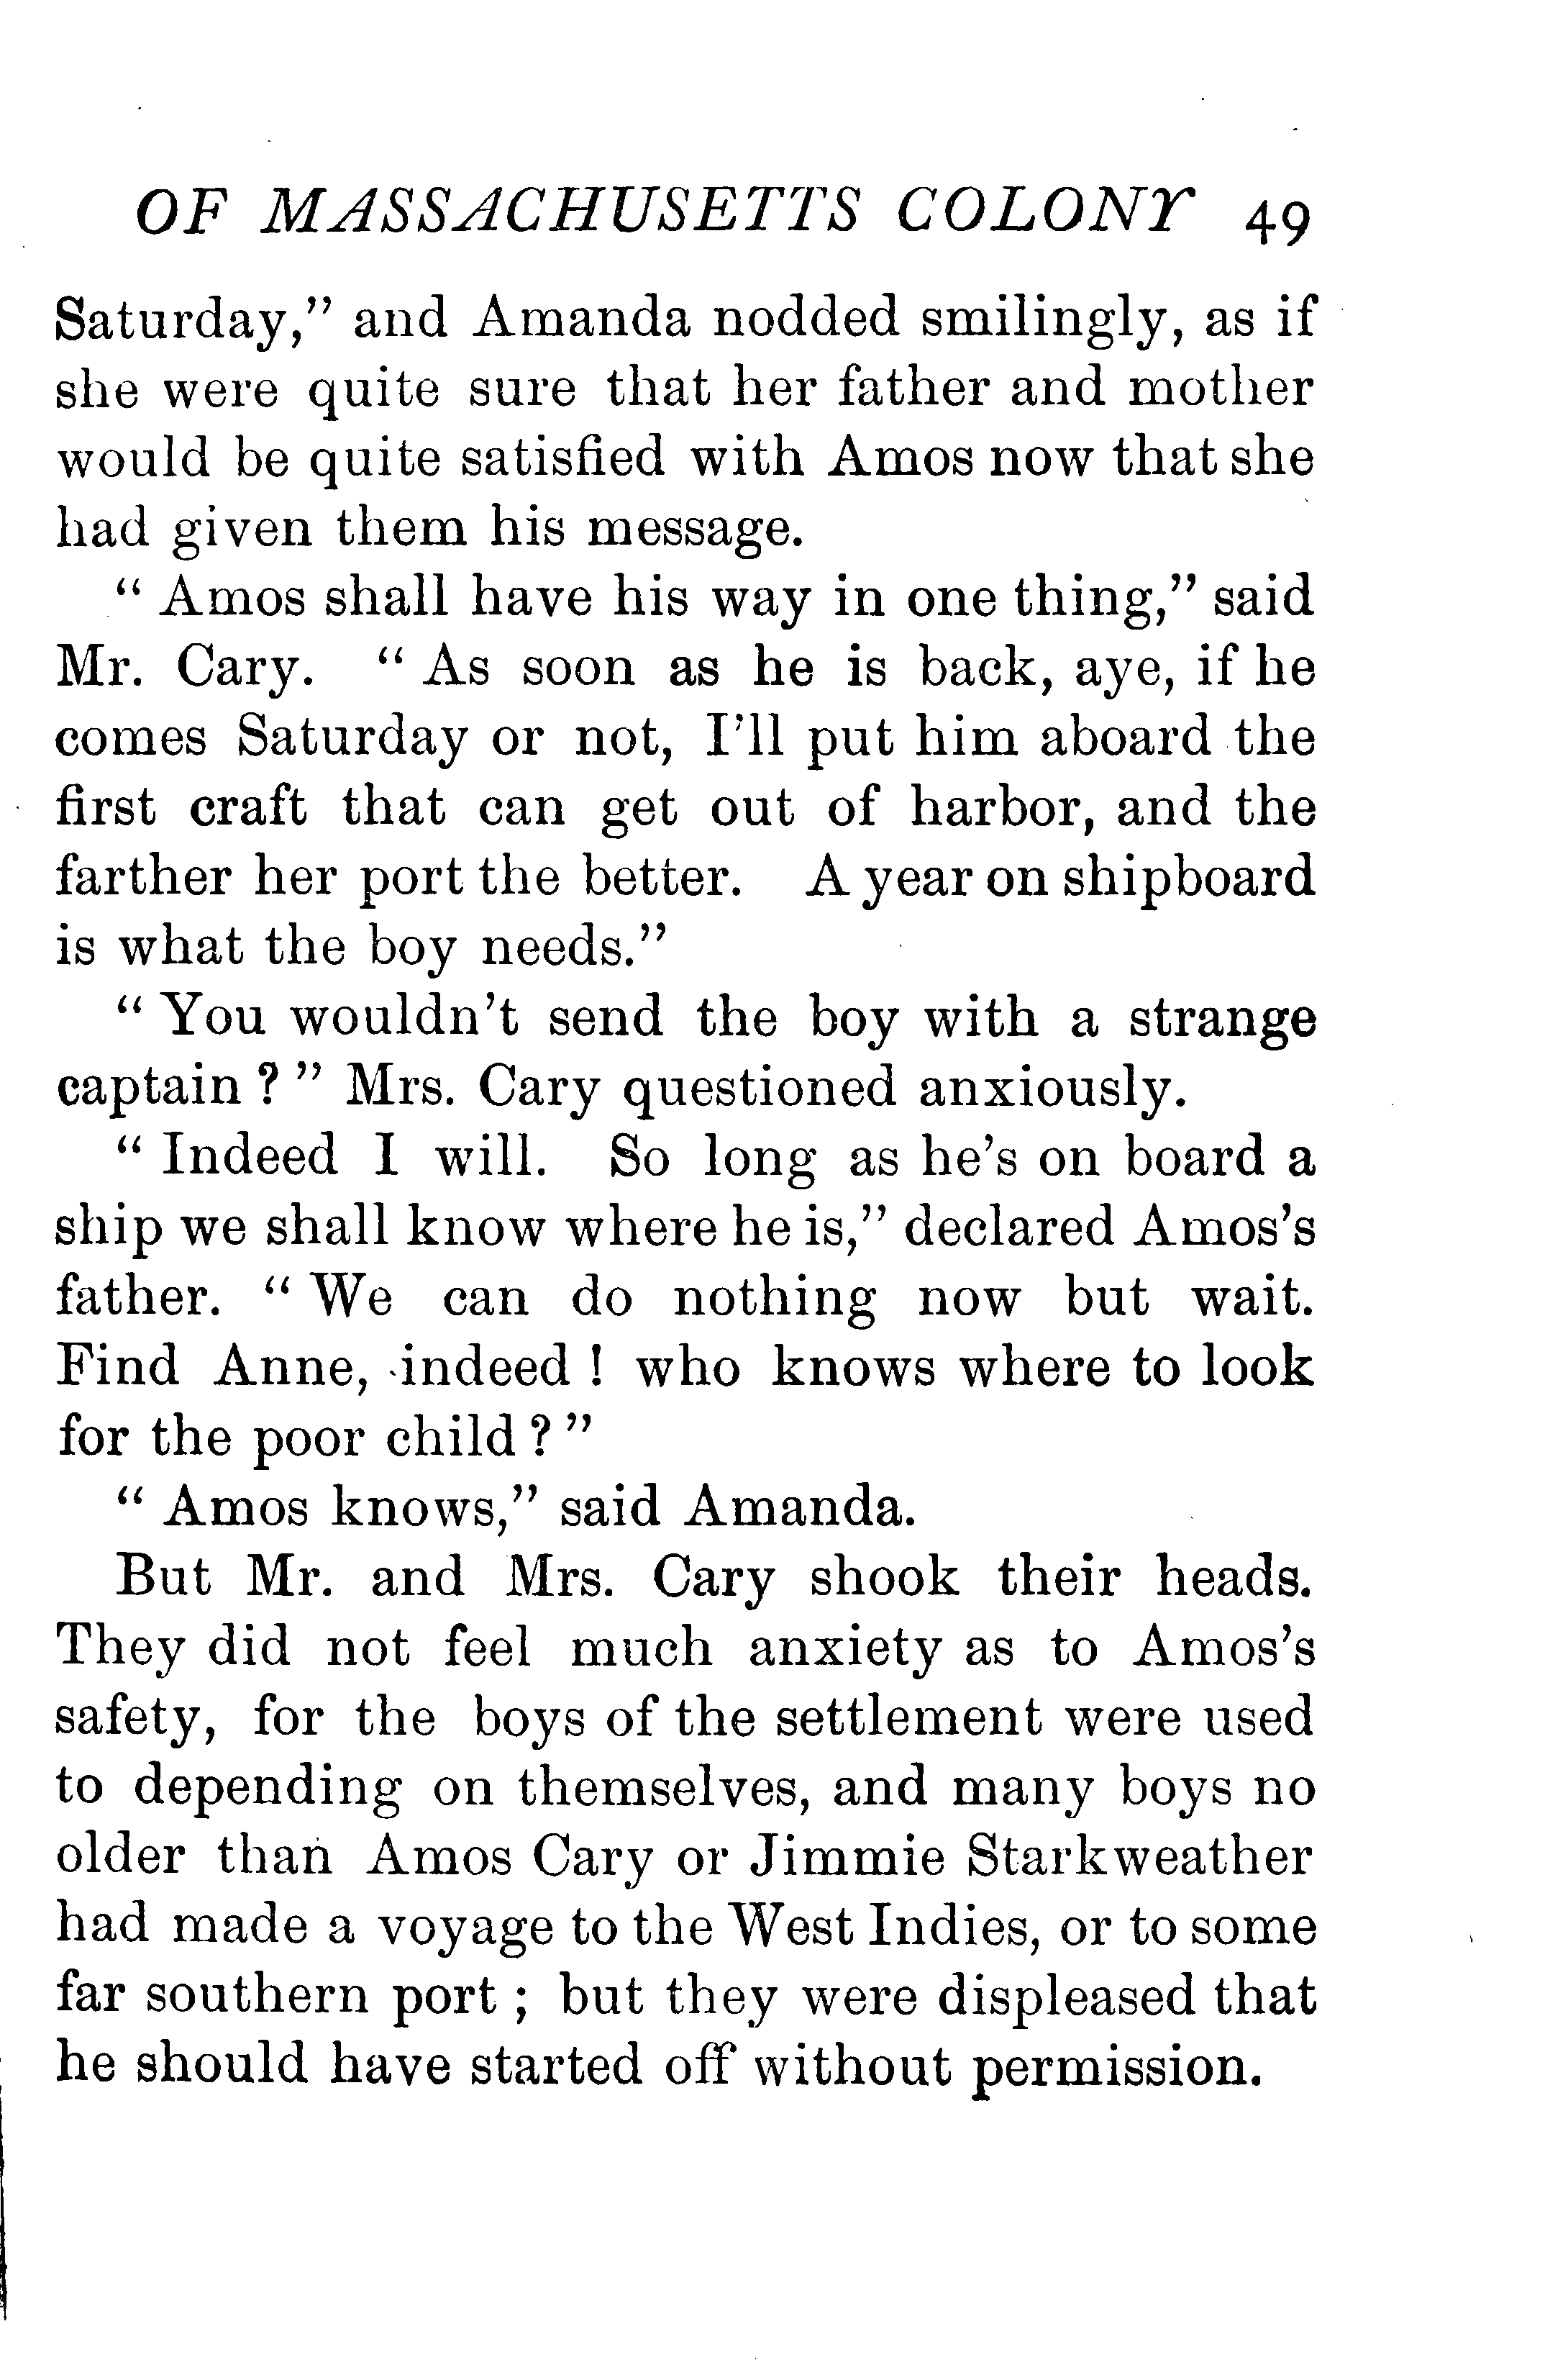 OF MASSACHUSETTS COLONY 49
Saturday,” and Amanda nodded smilingly, as if
she were quite sure that her father and mother
would be quite satisfied with Amos now that she
had given them his message.
“ Amos shall have his way in one thing,” said
Mr. Cary. “ As soon as he is back, aye, if he
comes Saturday or not, I’ll put him aboard the
first craft that can get out of harbor, and the
farther her port the better. A year on shipboard
is what the boy needs.”
“ You wouldn’t send the boy with a strange
captain ? ” Mrs. Cary questioned anxiously.
“ Indeed I will. So long as he’s on board a
ship we shall know where he is,” declared Amos’s
father. “ We can do nothing now but wait.
Find Anne, indeed ! who knows where to look
for the poor child ? ”
“ Amos knows,” said Amanda.
But Mr. and Mrs. Cary shook their heads.
They did not feel much anxiety as to Amos’s
safety, for the boys of the settlement were used
to depending on themselves, and many boys no
older than Amos Cary or Jimmie Starkweather
had made a voyage to the West Indies, or to some
far southern port ; but they were displeased that
he should have started off without permission.